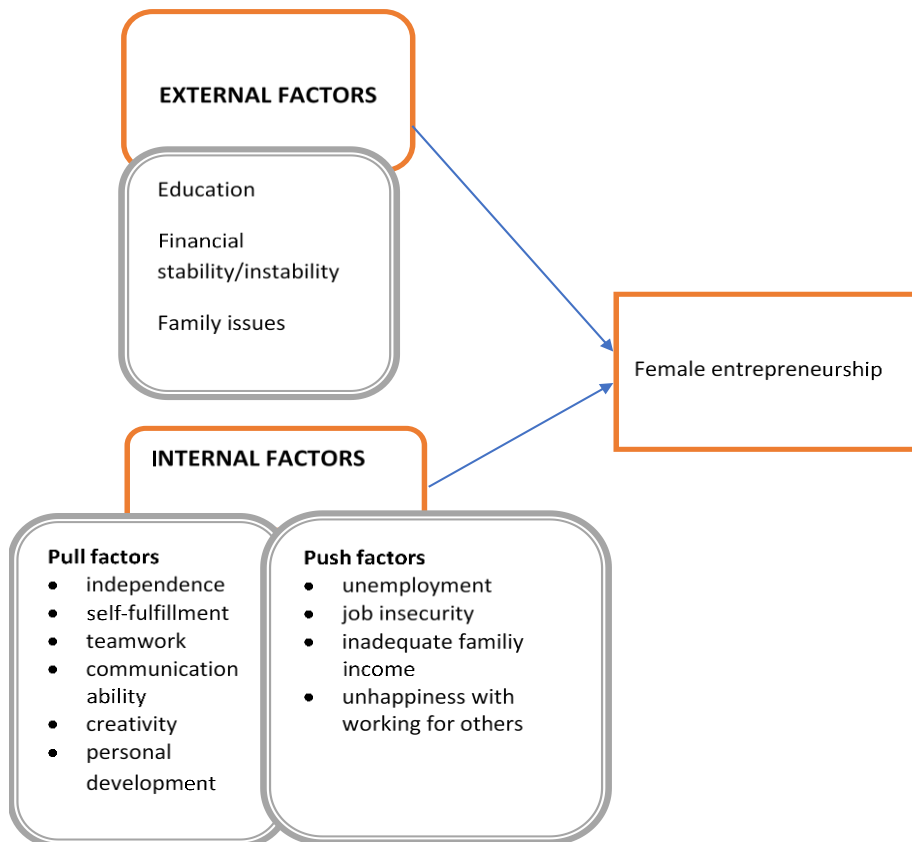 EXTERNAL FACTORS
Education
Financial
stability/instability
Family issues
Female entrepreneurship
INTERNAL FACTORS
Pull factors
• independence
• self-fulfillment
• teamwork
• communication
ability
• creativity
• personal
development
Push factors
• unemployment
• job insecurity
• inadequate familiy
income
• unhappiness with
working for others